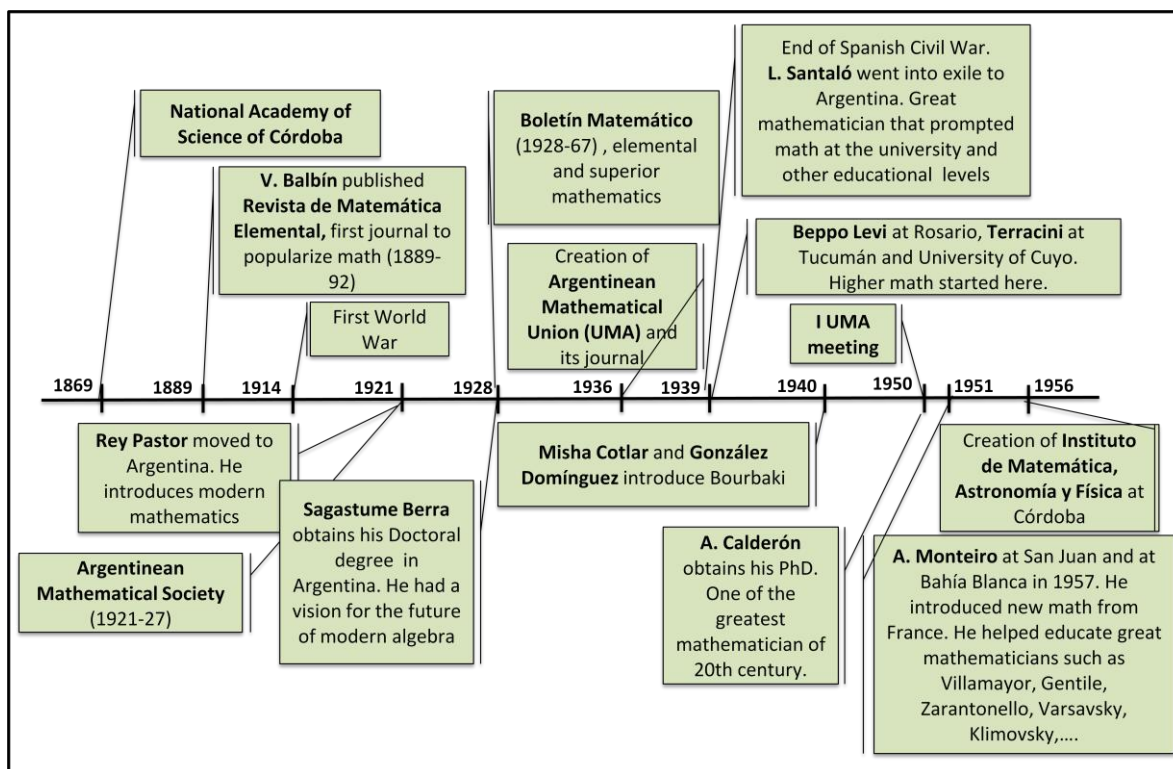 National Academy of
Science of Córdoba
V. Balbín published
Revista de Matemática
Elemental, first journal to
popularize math (1889-
92)
First World
War
Boletín Matemático
(1928-67) , elemental
and superior
mathematics
Creation of
Argentinean
Mathematical
Union (UMA) and
its journal
End of Spanish Civil War.
L. Santaló went into exile to
Argentina. Great
mathematician that prompted
math at the university and
other educational levels
Beppo Levi at Rosario, Terracini at
Tucumán and University of Cuyo.
Higher math started here.
I UMA
meeting
1869 1889 1914 1921 1928 1936 1939 1940 1950 1951 1956
Rey Pastor moved to
Argentina. He
introduces modern
mathematics
Argentinean
Mathematical Society
(1921-27)
Sagastume Berra
obtains his Doctoral
degree in
Argentina. He had a
vision for the future
of modern algebra
Misha Cotlar and González
Domínguez introduce Bourbaki
A. Calderón
obtains his PhD.
One of the
greatest
mathematician of
20th century.
Creation of Instituto
de Matemática,
Astronomía y Física at
Córdoba
A. Monteiro at San Juan and at
Bahía Blanca in 1957. He
introduced new math from
France. He helped educate great
mathematicians such as
Villamayor, Gentile,
Zarantonello, Varsavsky,
Klimovsky,....